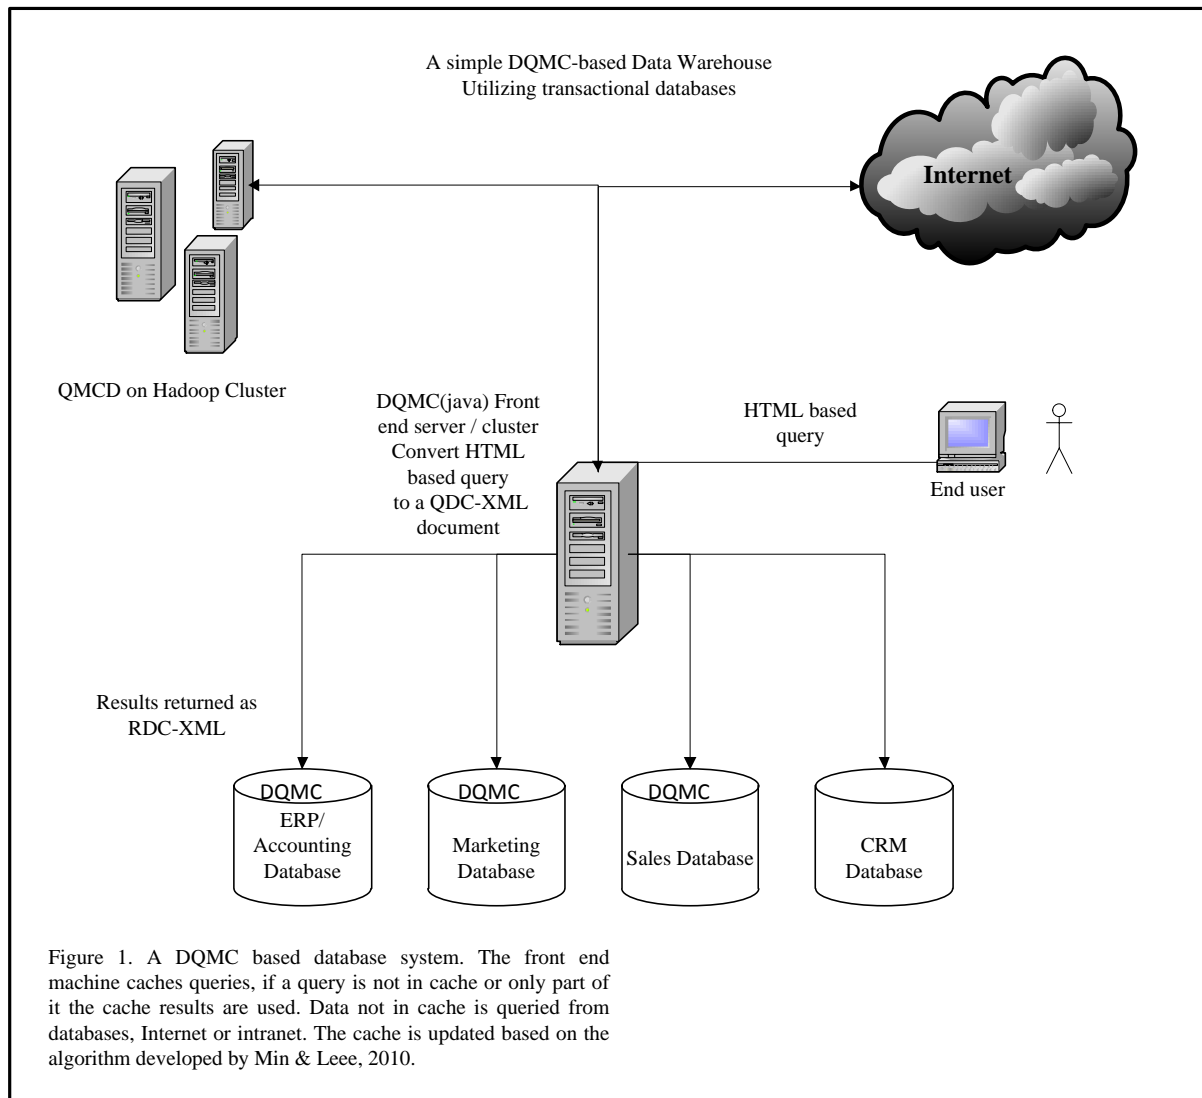 A simple DQMC-based Data Warehouse
Utilizing transactional databases
Internet
QMCD on Hadoop Cluster
DQMC(java) Front
end server / cluster
Convert HTML
based query
to a QDC-XML
document
HTML based
query
End user
Results returned as
RDC-XML
DQMC
ERP/
Accounting
Database
DQMC
Marketing
Database
DQMC
Sales Database
CRM
Database
Figure 1. A DQMC based database system. The front end
machine caches queries, if a query is not in cache or only part of
it the cache results are used. Data not in cache is queried from
databases, Internet or intranet. The cache is updated based on the
algorithm developed by Min & Leee, 2010.